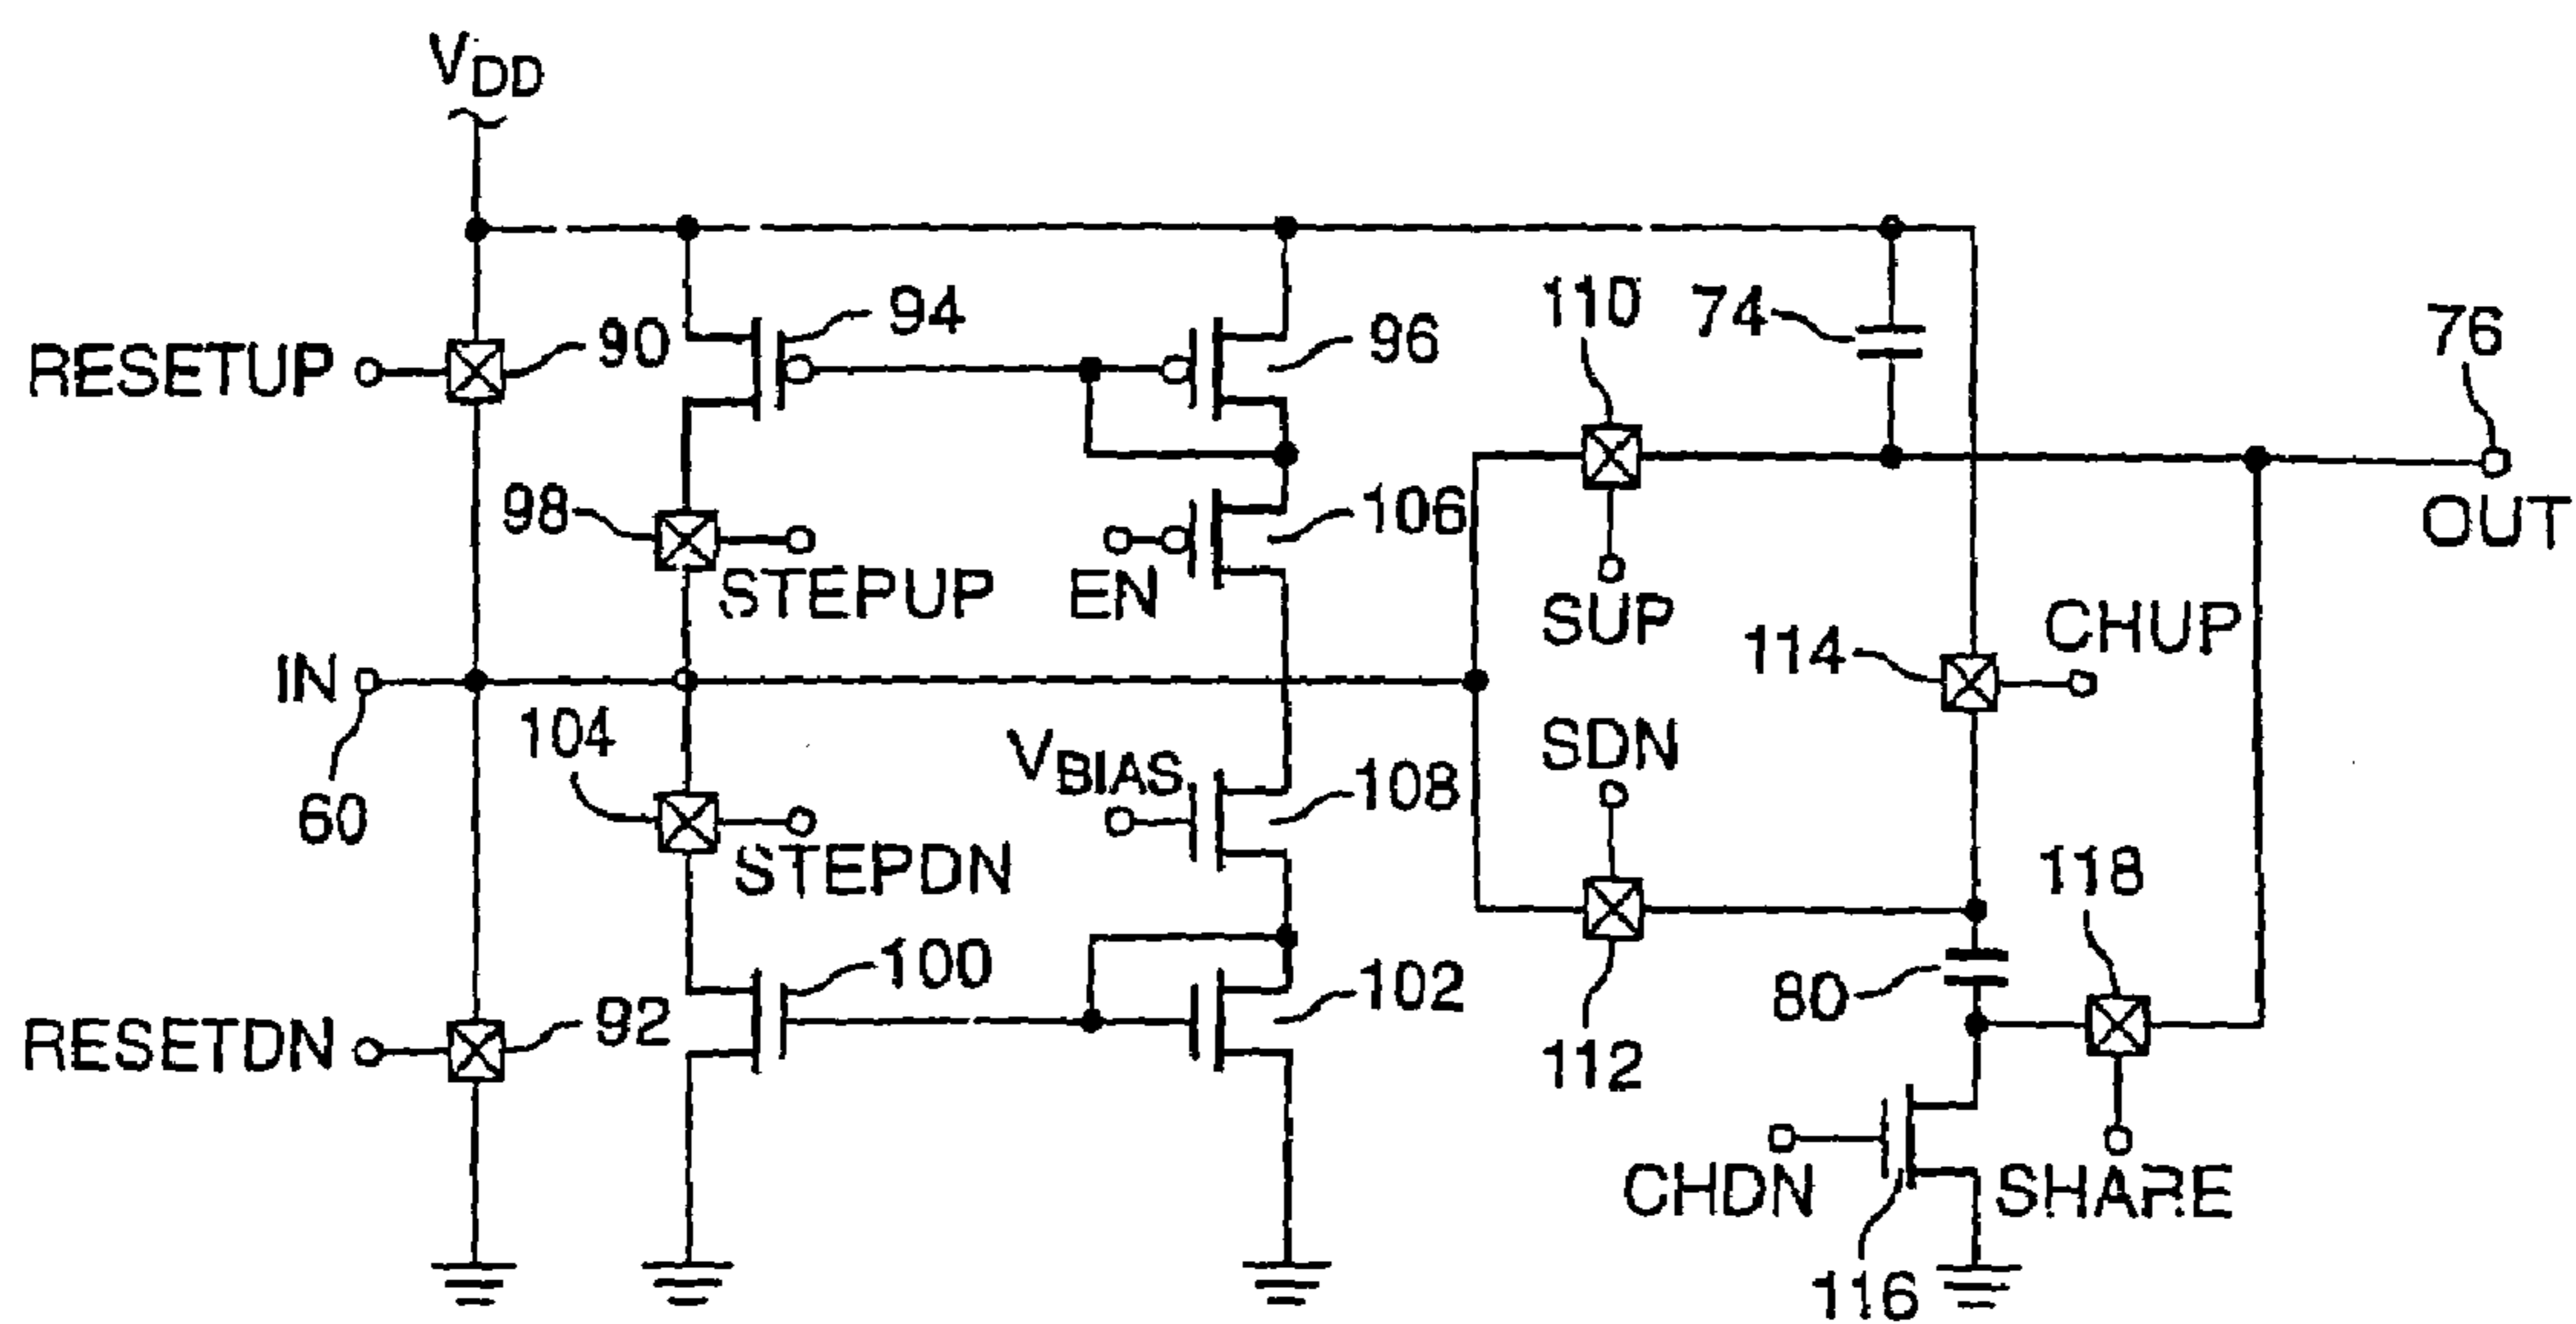 VDD
RESETUP
90
94
96
110
74
76
OUT
98
STEPUP
EN
106
SUP
114
CHUP
IN
60
104
STEPDN
VBIAS
108
SDN
112
80
118
RESETDN
92
100
102
CHDN
SHARE
116